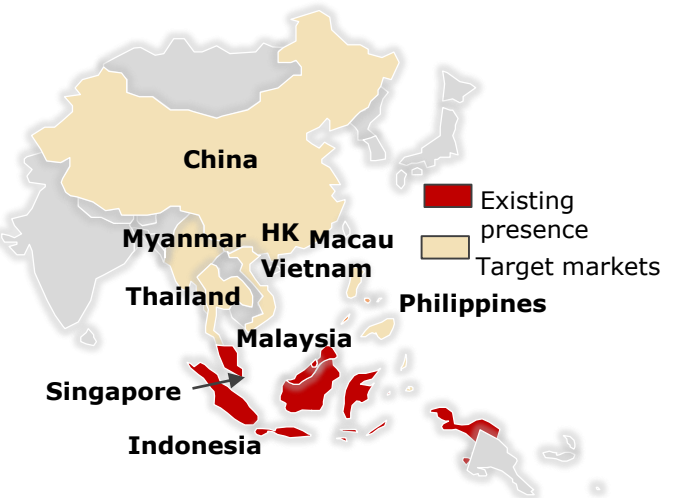 China
Existing
presence
Myanmar HK Macau
Vietnam
Target markets
Thailand
Philippines
Malaysia
Singapore
Indonesia